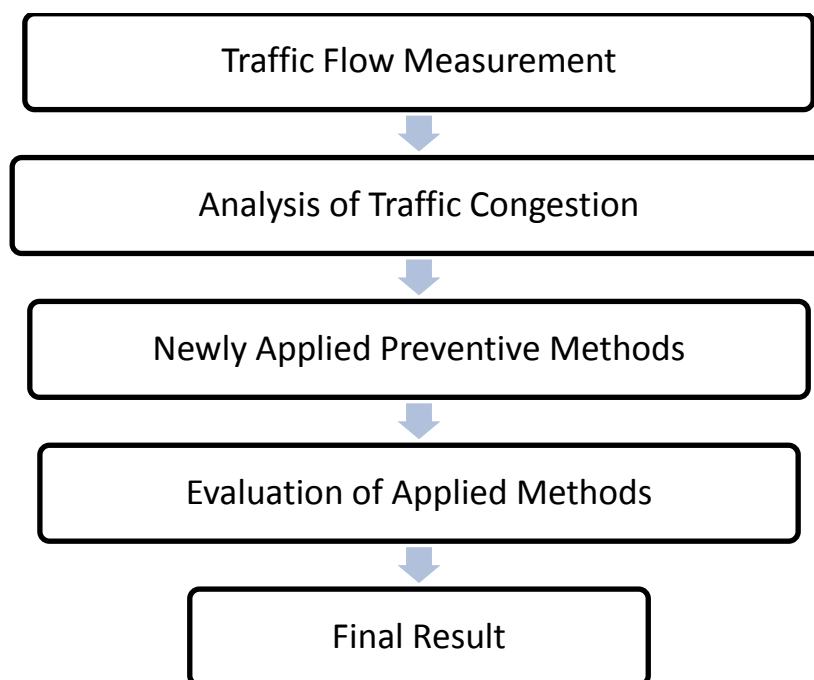 Traffic Flow Measurement
Analysis of Traffic Congestion
Newly Applied Preventive Methods
Evaluation of Applied Methods
Final Result